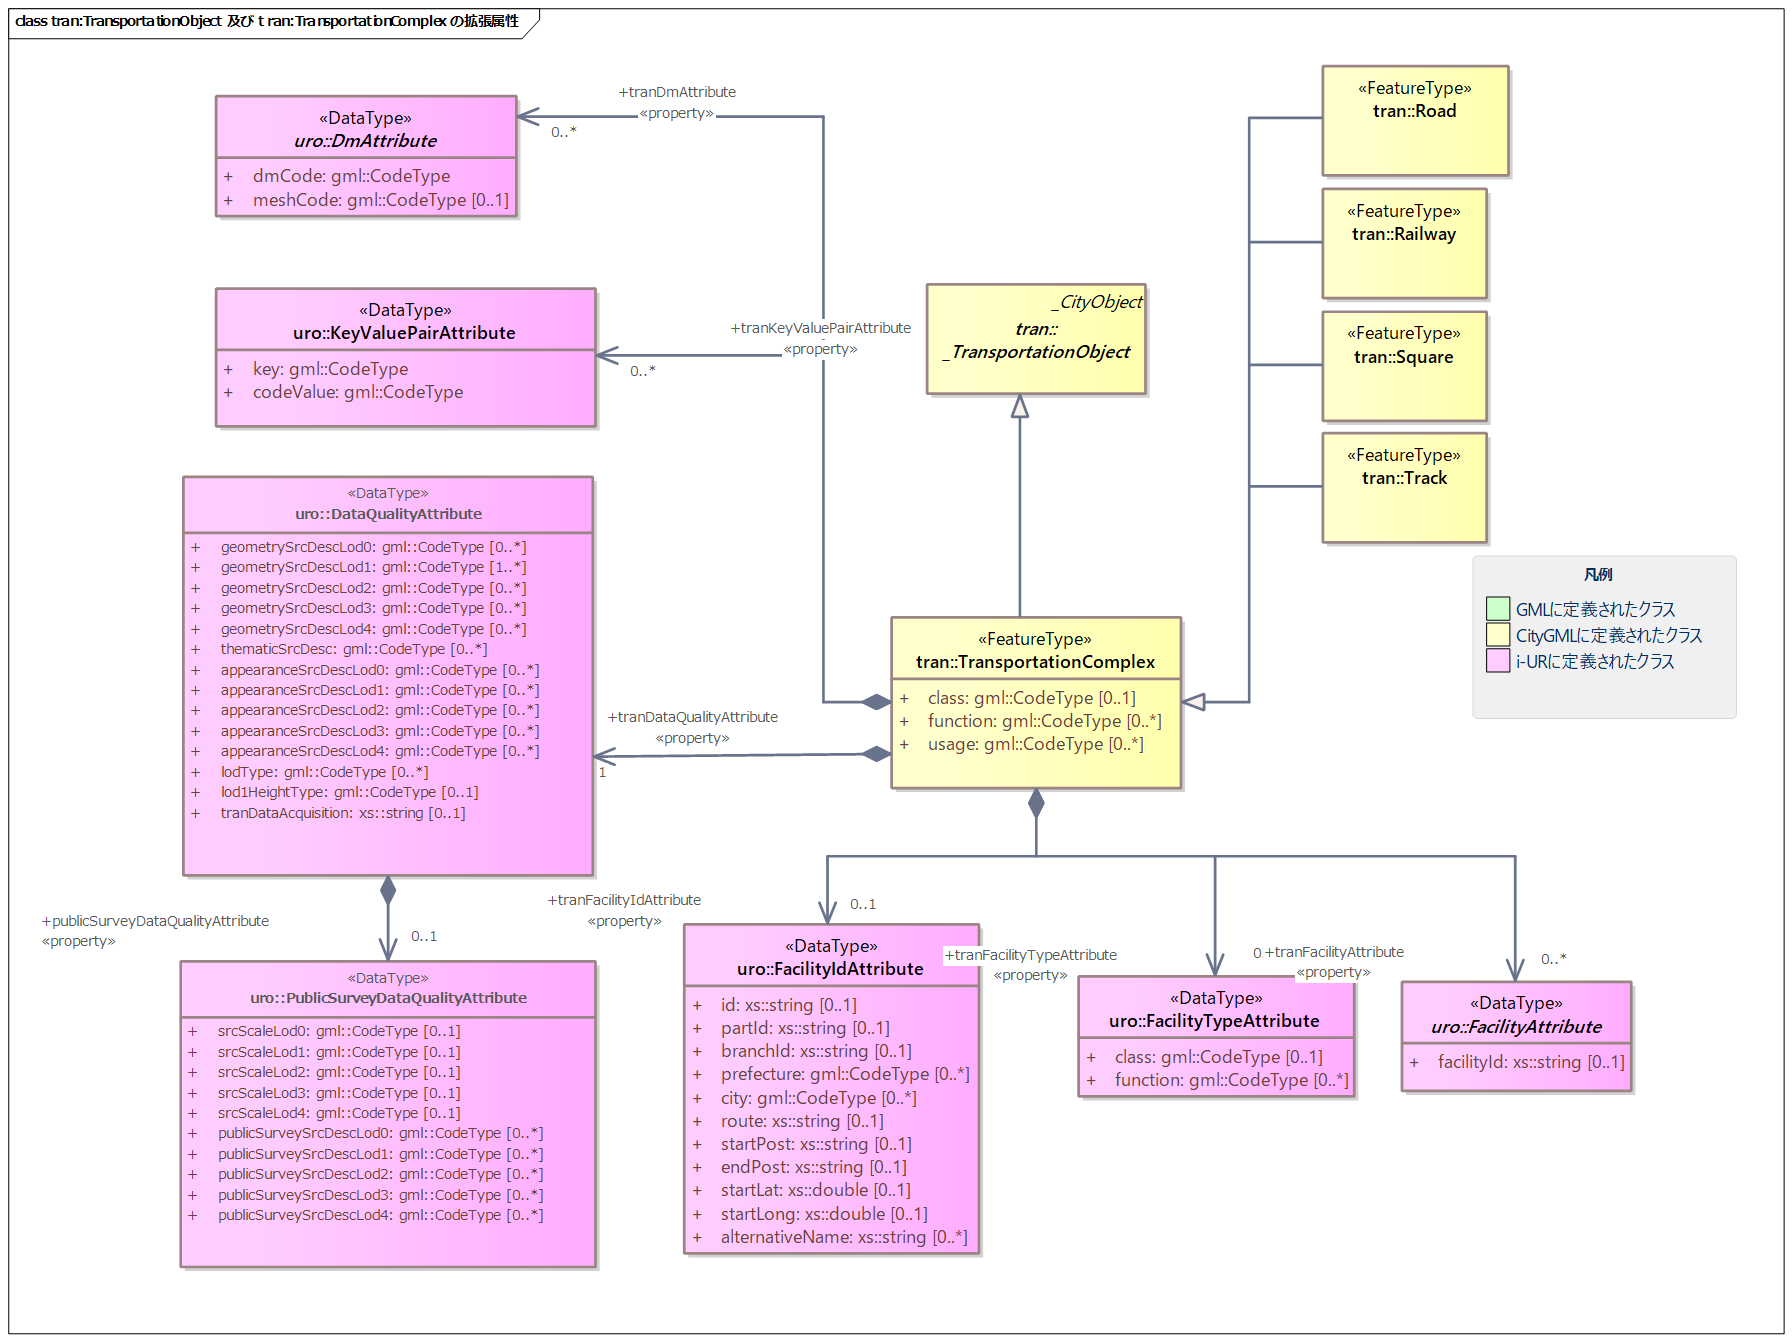 class tran:TransportationObject 及び t ran:TransportationComplex の拡張属性
+tranDmAttribute
«property»
0..*
«DataType»
uro::DmAttribute
+ dmCode: gml::CodeType
+ meshCode: gml::CodeType [0..1]
«FeatureType»
tran::Road
«FeatureType»
tran::Railway
«FeatureType»
tran::Square
«FeatureType»
tran::Track
«DataType»
uro::KeyValuePairAttribute
+ key: gml::CodeType
+ codeValue: gml::CodeType
+tranKeyValuePairAttribute
«property»
0..*
_CityObject
tran::
_TransportationObject
«DataType»
uro::DataQualityAttribute
+ geometrySrcDescLod0: gml::CodeType [0..*]
+ geometrySrcDescLod1: gml::CodeType [1..*]
+ geometrySrcDescLod2: gml::CodeType [0..*]
+ geometrySrcDescLod3: gml::CodeType [0..*]
+ geometrySrcDescLod4: gml::CodeType [0..*]
+ thematicSrcDesc: gml::CodeType [0..*]
+ appearanceSrcDescLod0: gml::CodeType [0..*]
+ appearanceSrcDescLod1: gml::CodeType [0..*]
+ appearanceSrcDescLod2: gml::CodeType [0..*]
+ appearanceSrcDescLod3: gml::CodeType [0..*]
+ appearanceSrcDescLod4: gml::CodeType [0..*]
+ lodType: gml::CodeType [0..*]
+ lod1HeightType: gml::CodeType [0..1]
+ tranDataAcquisition: xs::string [0..1]
凡例
GMLに定義されたクラス
CityGMLに定義されたクラス
i-URに定義されたクラス
«FeatureType»
tran::TransportationComplex
+ class: gml::CodeType [0..1]
+ function: gml::CodeType [0..*]
+ usage: gml::CodeType [0..*]
+tranDataQualityAttribute
«property»
1
+publicSurveyDataQualityAttribute
«property»
0..1
«DataType»
uro::PublicSurveyDataQualityAttribute
+ srcScaleLod0: gml::CodeType [0..1]
+ srcScaleLod1: gml::CodeType [0..1]
+ srcScaleLod2: gml::CodeType [0..1]
+ srcScaleLod3: gml::CodeType [0..1]
+ srcScaleLod4: gml::CodeType [0..1]
+ publicSurveySrcDescLod0: gml::CodeType [0..*]
+ publicSurveySrcDescLod1: gml::CodeType [0..*]
+ publicSurveySrcDescLod2: gml::CodeType [0..*]
+ publicSurveySrcDescLod3: gml::CodeType [0..*]
+ publicSurveySrcDescLod4: gml::CodeType [0..*]
+tranFacilityIdAttribute
«property»
0..1
«DataType»
uro::FacilityIdAttribute
+ id: xs::string [0..1]
+ partId: xs::string [0..1]
+ branchId: xs::string [0..1]
+ prefecture: gml::CodeType [0..*]
+ city: gml::CodeType [0..*]
+ route: xs::string [0..1]
+ startPost: xs::string [0..1]
+ endPost: xs::string [0..1]
+ startLat: xs::double [0..1]
+ startLong: xs::double [0..1]
+ alternativeName: xs::string [0..*]
+tranFacilityTypeAttribute
«property»
0
«DataType»
uro::FacilityTypeAttribute
+ class: gml::CodeType [0..1]
+ function: gml::CodeType [0..*]
+tranFacilityAttribute
«property»
0..*
«DataType»
uro::FacilityAttribute
+ facilityId: xs::string [0..1]